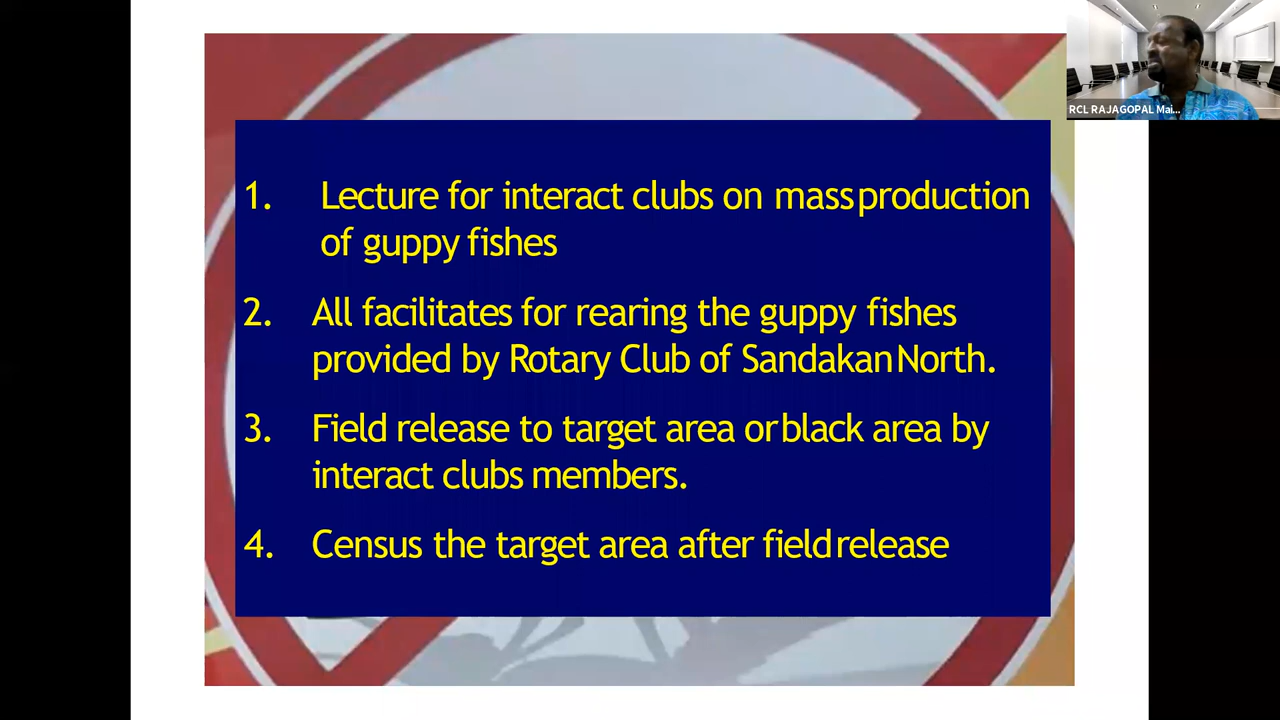 RCL RAJAGOPAL Mai...
1. Lecture for interact clubs on mass production
of guppy fishes
2. All facilitates for rearing the guppy fishes
provided by Rotary Club of Sandakan North.
3. Field release to target area or black area by
interact clubs members.
4. Census the target area after field release